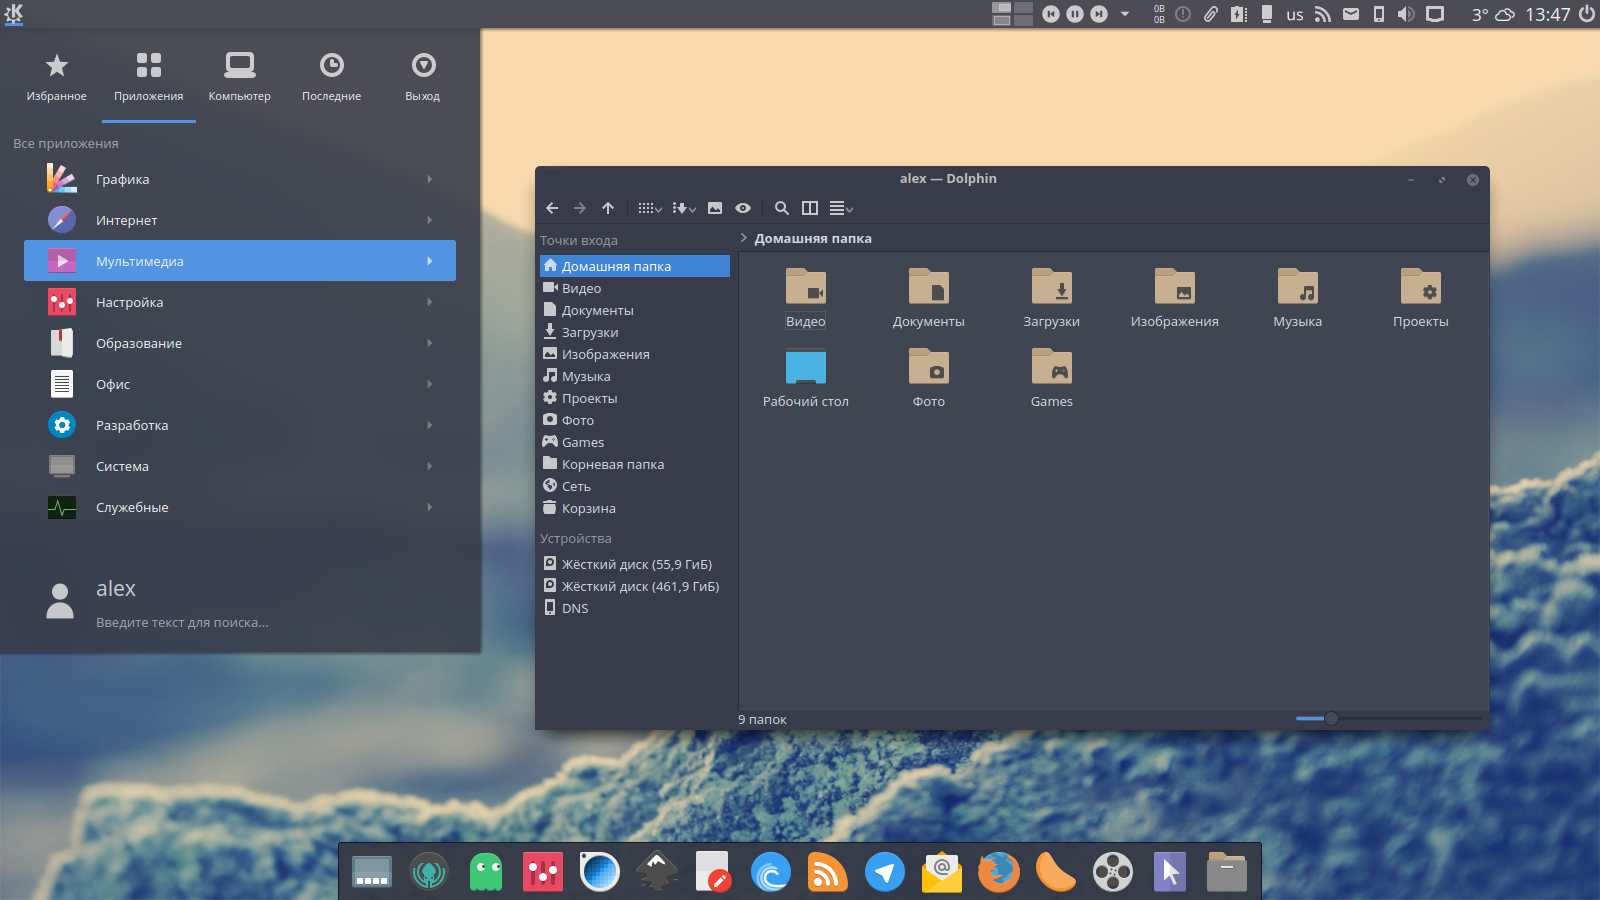 0B
0B
us
3°
13:47
Избранное
Приложения
Компьютер
Последние
Выход
Все приложения
Графика
Интернет
Мультимедиа
Настройка
Образование
Офис
Разработка
Система
Служебные
alex
Введите текст для поиска...
alex — Dolphin
Точки входа
Домашняя папка
Видео
Документы
Загрузки
Изображения
Музыка
Проекты
Фото
Games
Корневая папка
Сеть
Корзина
Устройства
Жёсткий диск (55,9 ГиБ)
Жёсткий диск (461,9 ГиБ)
DNS
Домашняя папка
Видео
Документы
Загрузки
Изображения
Музыка
Проекты
Рабочий стол
Фото
Games
9 папок